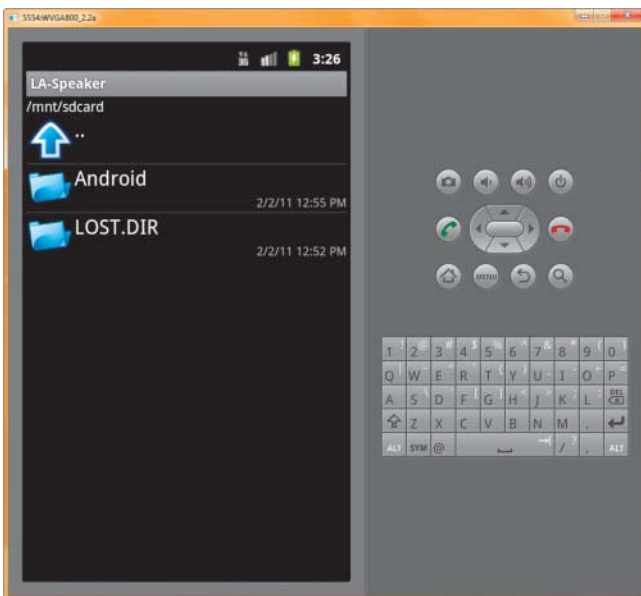 5554:WVGA800_2.2a
3G 3:26
LA-Speaker
/mnt/sdcard
..
Android
2/2/11 12:55 PM
LOST.DIR
2/2/11 12:52 PM
MENU
1 ! 2 @ 3 # 4 $ 5 % 6 ^ 7 & 8 * 9 ( 0 )
Q | W ~ E " R ` T { Y } U _ I - O + P =
A S \ D ' F [ G ] H < J > K ; L : DEL
Z X C V B N M .
ALT SYM @ / ? , ALT